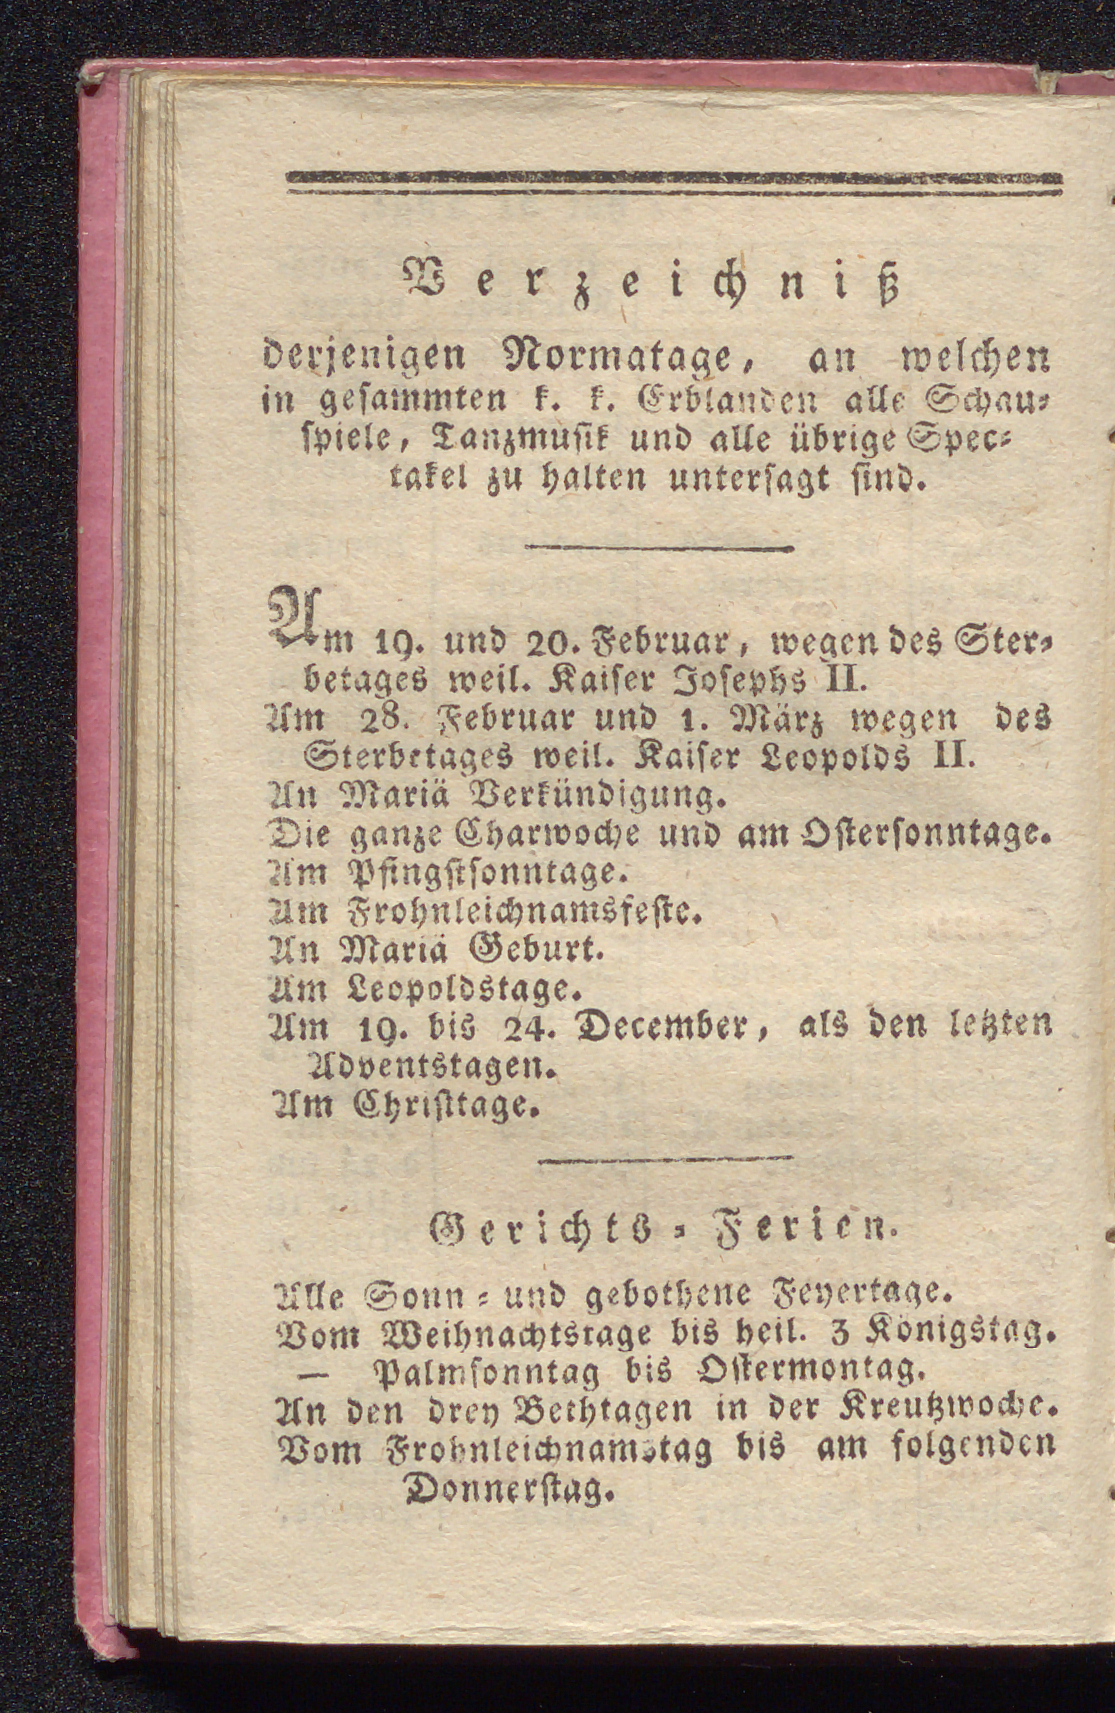 Verzeichniß
derjenigen Normatage, an welchen
in gesammten k. k. Erblanden alle Schau-
spiele, Tanzmusik und alle übrige Spec-
takel zu halten untersagt sind.
Am 19. und 20. Februar, wegen des Ster-
betages weil. Kaiser Josephs II.
Am 28. Februar und 1. März wegen des
Sterbetages weil. Kaiser Leopolds II.
An Mariä Verkündigung.
Die ganze Charwoche und am Ostersonntage.
Am Pfingstsonntage.
Am Frohnleichnamsfeste.
An Mariä Geburt.
Am Leopoldstage.
Am 19. bis 24. December, als den letzten
Adventstagen.
Am Christtage.
Gerichts-Ferien.
Alle Sonn- und gebothene Feyertage.
Vom Weihnachtstage bis heil. 3 Königstag.
— Palmsonntag bis Ostermontag.
An den drey Bethtagen in der Kreutzwoche.
Vom Frohnleichnamstag bis am folgenden
Donnerstag.